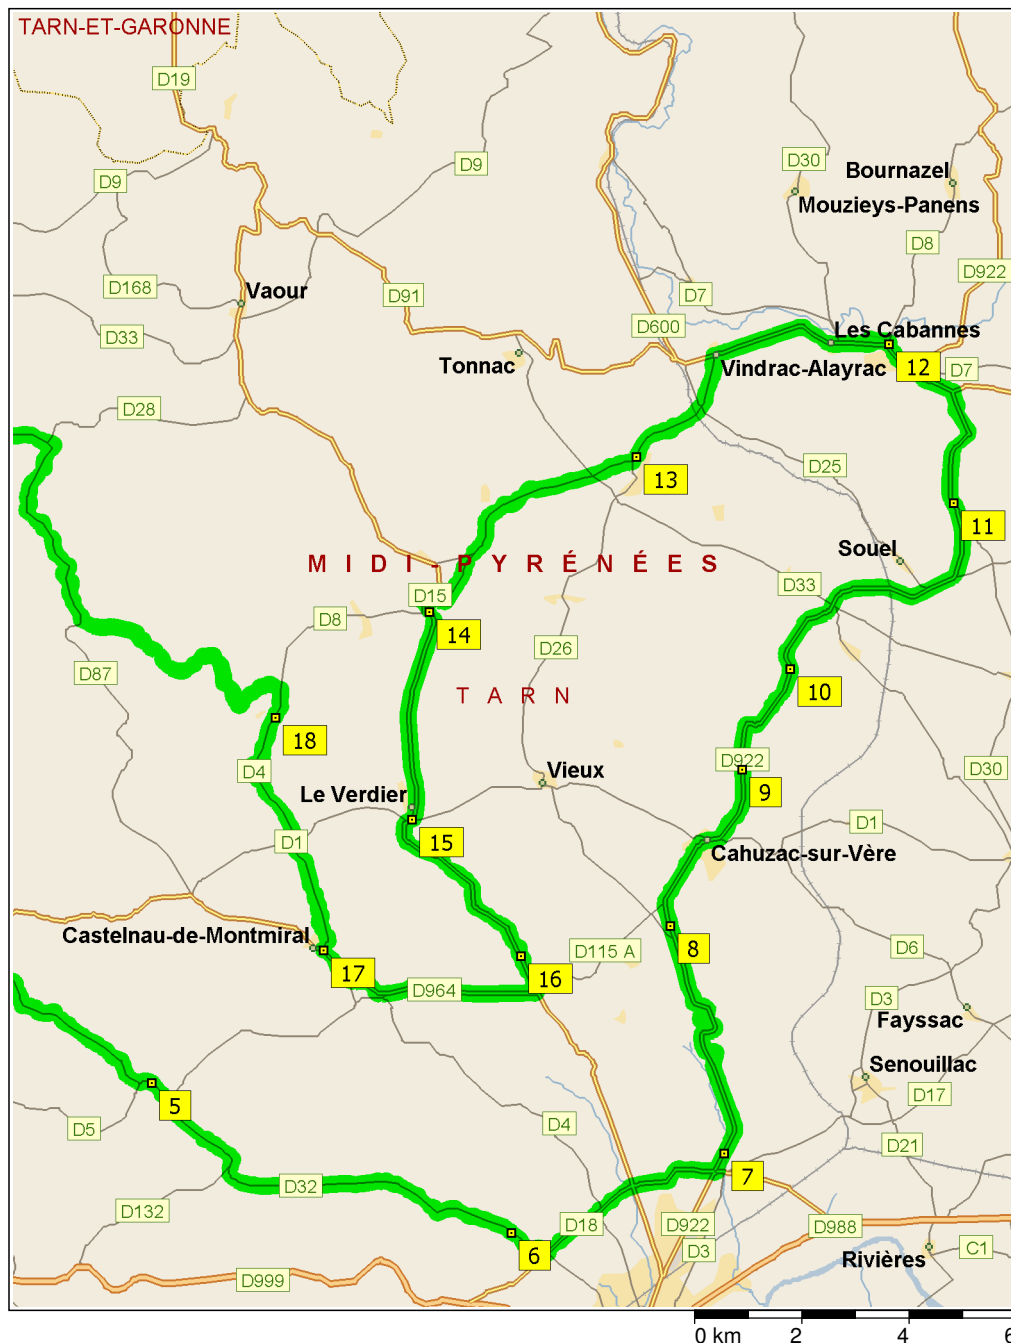 TARN-ET-GARONNE
D19
D9
D9
D30
Bournazel
Mouzieys-Panens
D8
D922
D168
Vaour
D91
D7
D33
D600
Les Cabannes
Tonnac
Vindrac-Alayrac
12
D7
D28
13
D25
11
Souel
MIDI-PYRÉNÉES
D15
D33
D8
14
D26
D87
10
TARN
18
D4
Vieux
D922
D30
Le Verdier
9
D1
D1
15
Cahuzac-sur-Vère
Castelnau-de-Montmiral
8
D115 A
D6
17
16
D964
D3
Fayssac
Senouillac
5
D17
D5
D4
D21
7
D32
D132
D18
D922
D988
6
D3
Rivières
C1
D999
0 km
2
4
6